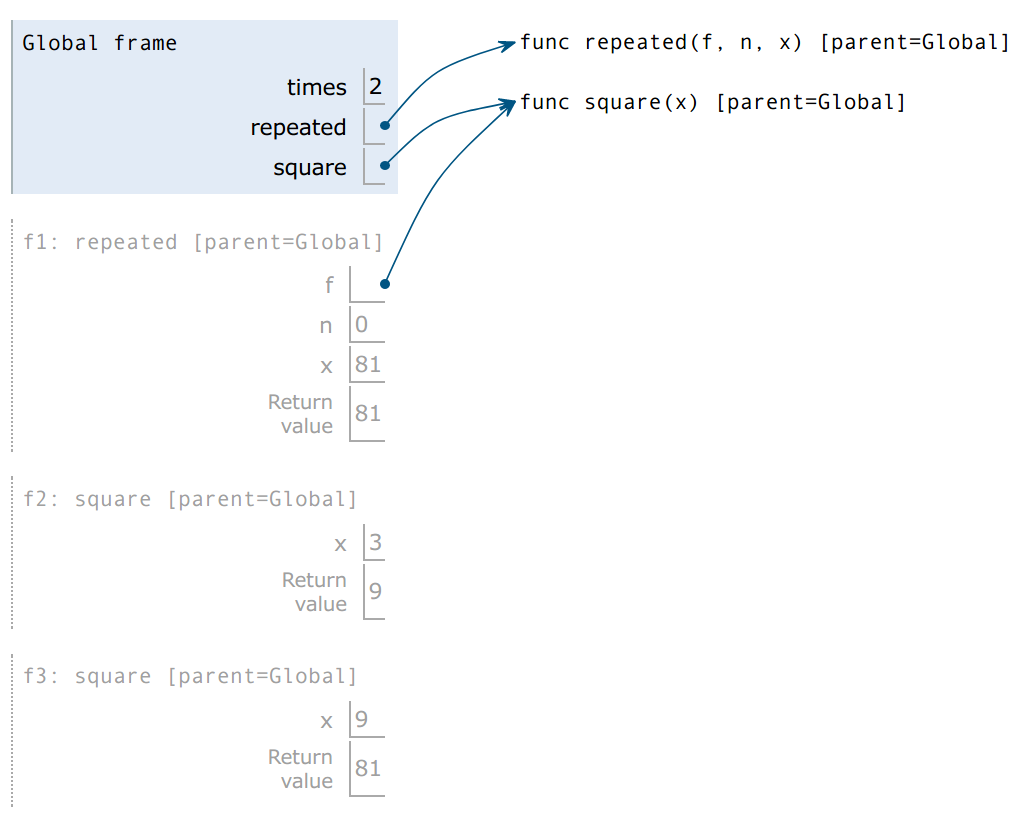 Global frame
func repeated(f, n, x) [parent=Global]
times 2
func square(x) [parent=Global]
repeated
square
f1: repeated [parent=Global]
f
n 0
x 81
Return
value 81
f2: square [parent=Global]
x 3
Return
value 9
f3: square [parent=Global]
x 9
Return
value 81